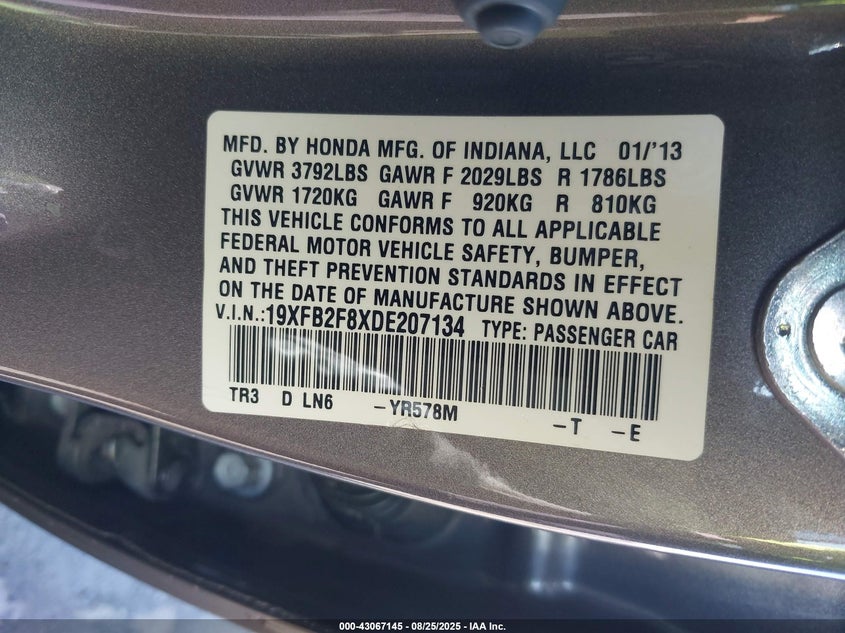 MFD. BY HONDA MFG. OF INDIANA, LLC 01/'13
GVWR 3792LBS GAWR F 2029LBS R 1786LBS
GVWR 1720KG GAWR F 920KG R 810KG
THIS VEHICLE CONFORMS TO ALL APPLICABLE
FEDERAL MOTOR VEHICLE SAFETY, BUMPER,
AND THEFT PREVENTION STANDARDS IN EFFECT
ON THE DATE OF MANUFACTURE SHOWN ABOVE.
V.I.N.:19XFB2F8XDE207134 TYPE: PASSENGER CAR
TR3 D LN6 -YR578M -T -E
000-43067145 - 08/25/2025 - IAA Inc.